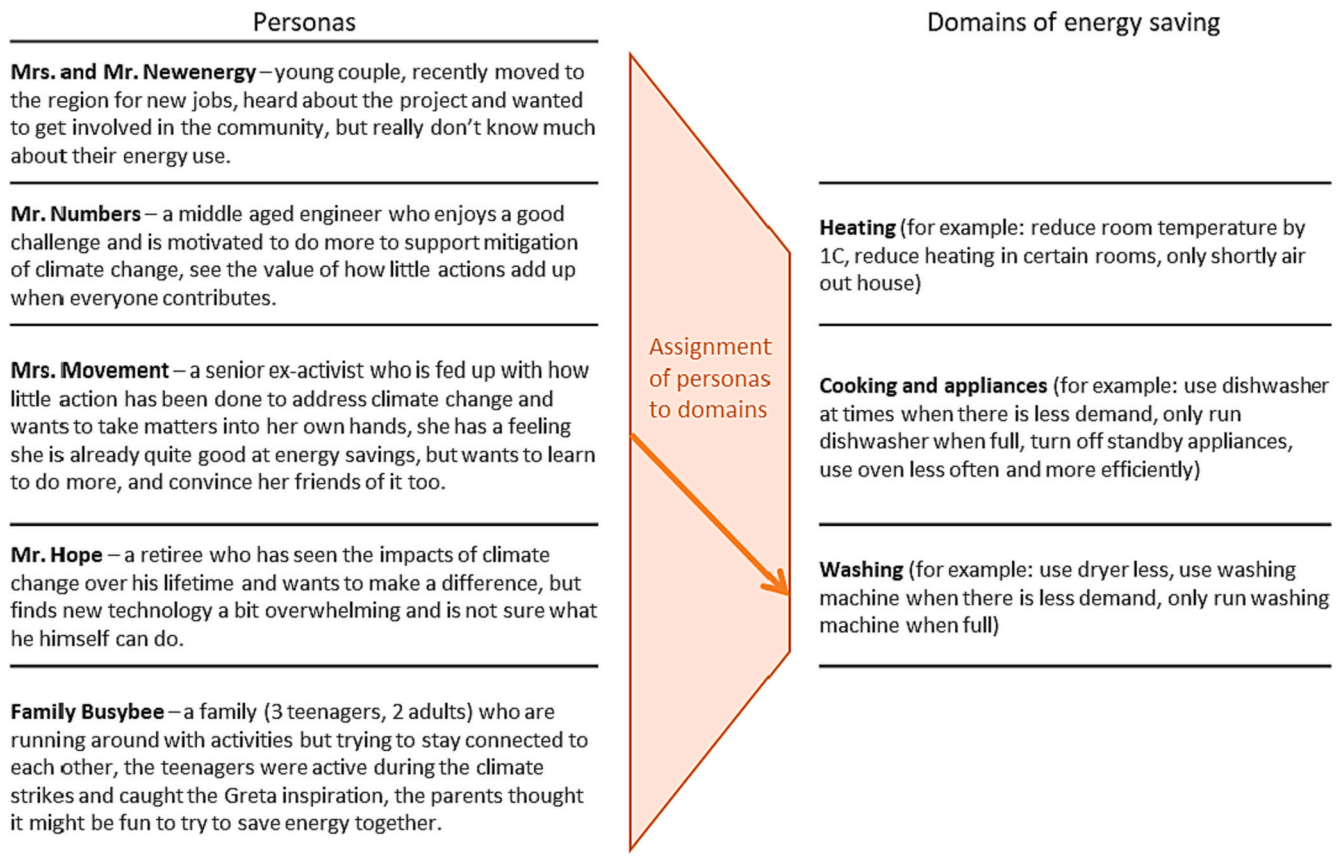 Personas
Mrs. and Mr. Newenergy – young couple, recently moved to
the region for new jobs, heard about the project and wanted
to get involved in the community, but really don't know much
about their energy use.
Mr. Numbers – a middle aged engineer who enjoys a good
challenge and is motivated to do more to support mitigation
of climate change, see the value of how little actions add up
when everyone contributes.
Mrs. Movement – a senior ex-activist who is fed up with how
little action has been done to address climate change and
wants to take matters into her own hands, she has a feeling
she is already quite good at energy savings, but wants to learn
to do more, and convince her friends of it too.
Mr. Hope – a retiree who has seen the impacts of climate
change over his lifetime and wants to make a difference, but
finds new technology a bit overwhelming and is not sure what
he himself can do.
Family Busybee – a family (3 teenagers, 2 adults) who are
running around with activities but trying to stay connected to
each other, the teenagers were active during the climate
strikes and caught the Greta inspiration, the parents thought
it might be fun to try to save energy together.
Assignment
of personas
to domains
Domains of energy saving
Heating (for example: reduce room temperature by
1C, reduce heating in certain rooms, only shortly air
out house)
Cooking and appliances (for example: use dishwasher
at times when there is less demand, only run
dishwasher when full, turn off standby appliances,
use oven less often and more efficiently)
Washing (for example: use dryer less, use washing
machine when there is less demand, only run washing
machine when full)